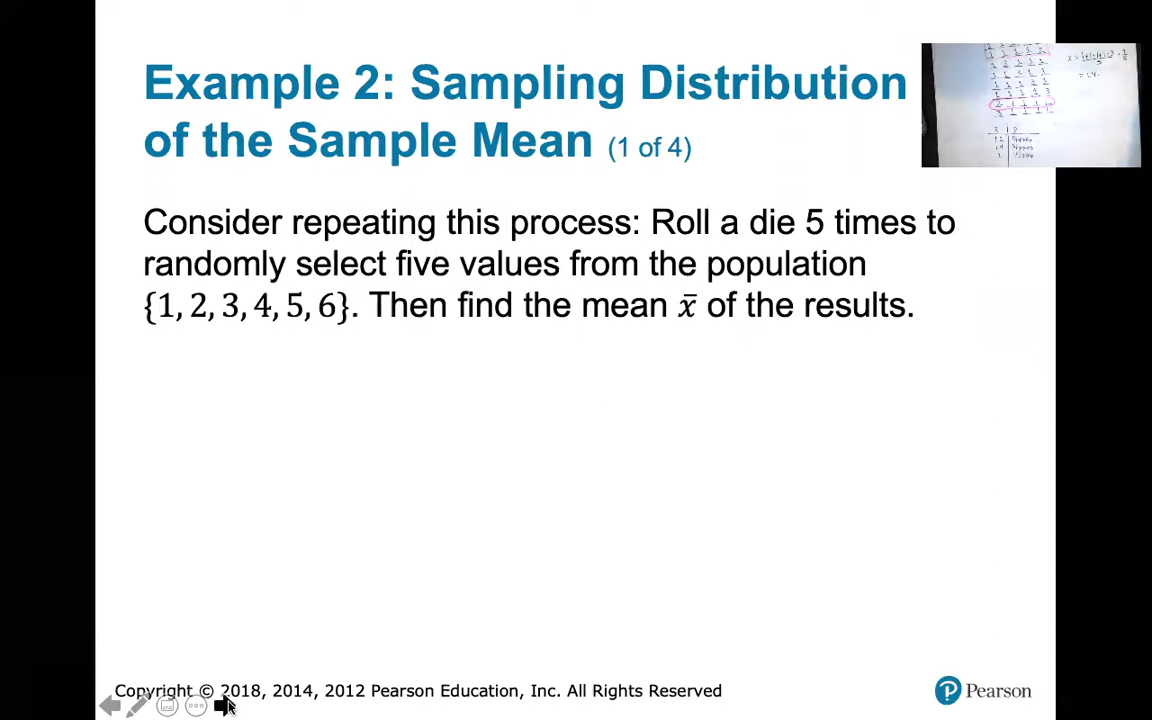 Example 2: Sampling Distribution
of the Sample Mean (1 of 4)
Consider repeating this process: Roll a die 5 times to
randomly select five values from the population
{1, 2, 3, 4, 5, 6}. Then find the mean x̄ of the results.
Copyright © 2018, 2014, 2012 Pearson Education, Inc. All Rights Reserved
Pearson